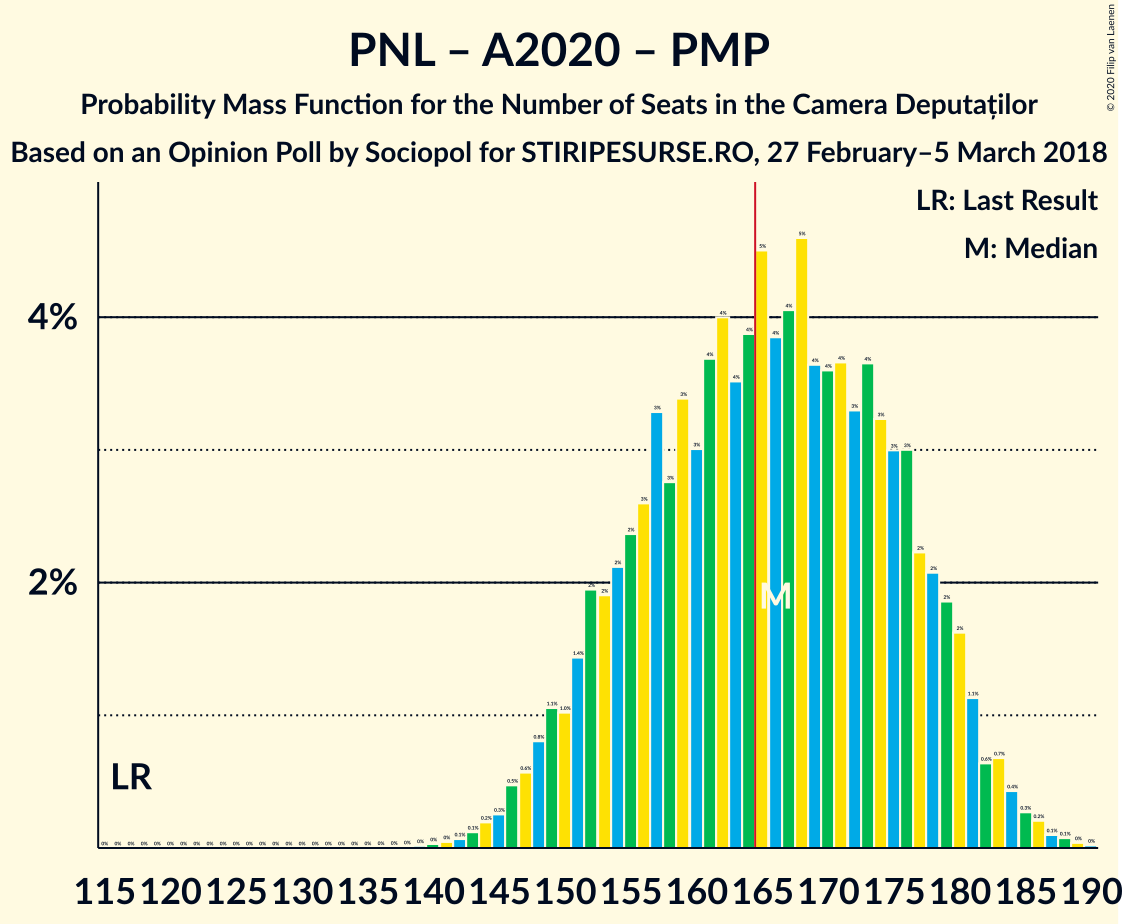 PNL – A2020 – PMP
Probability Mass Function for the Number of Seats in the Camera Deputaților
Based on an Opinion Poll by Sociopol for STIRIPESURSE.RO, 27 February–5 March 2018
© 2020 Filip van Laenen
LR: Last Result
M: Median
4%
2%
LR
M
115 120 125 130 135 140 145 150 155 160 165 170 175 180 185 190